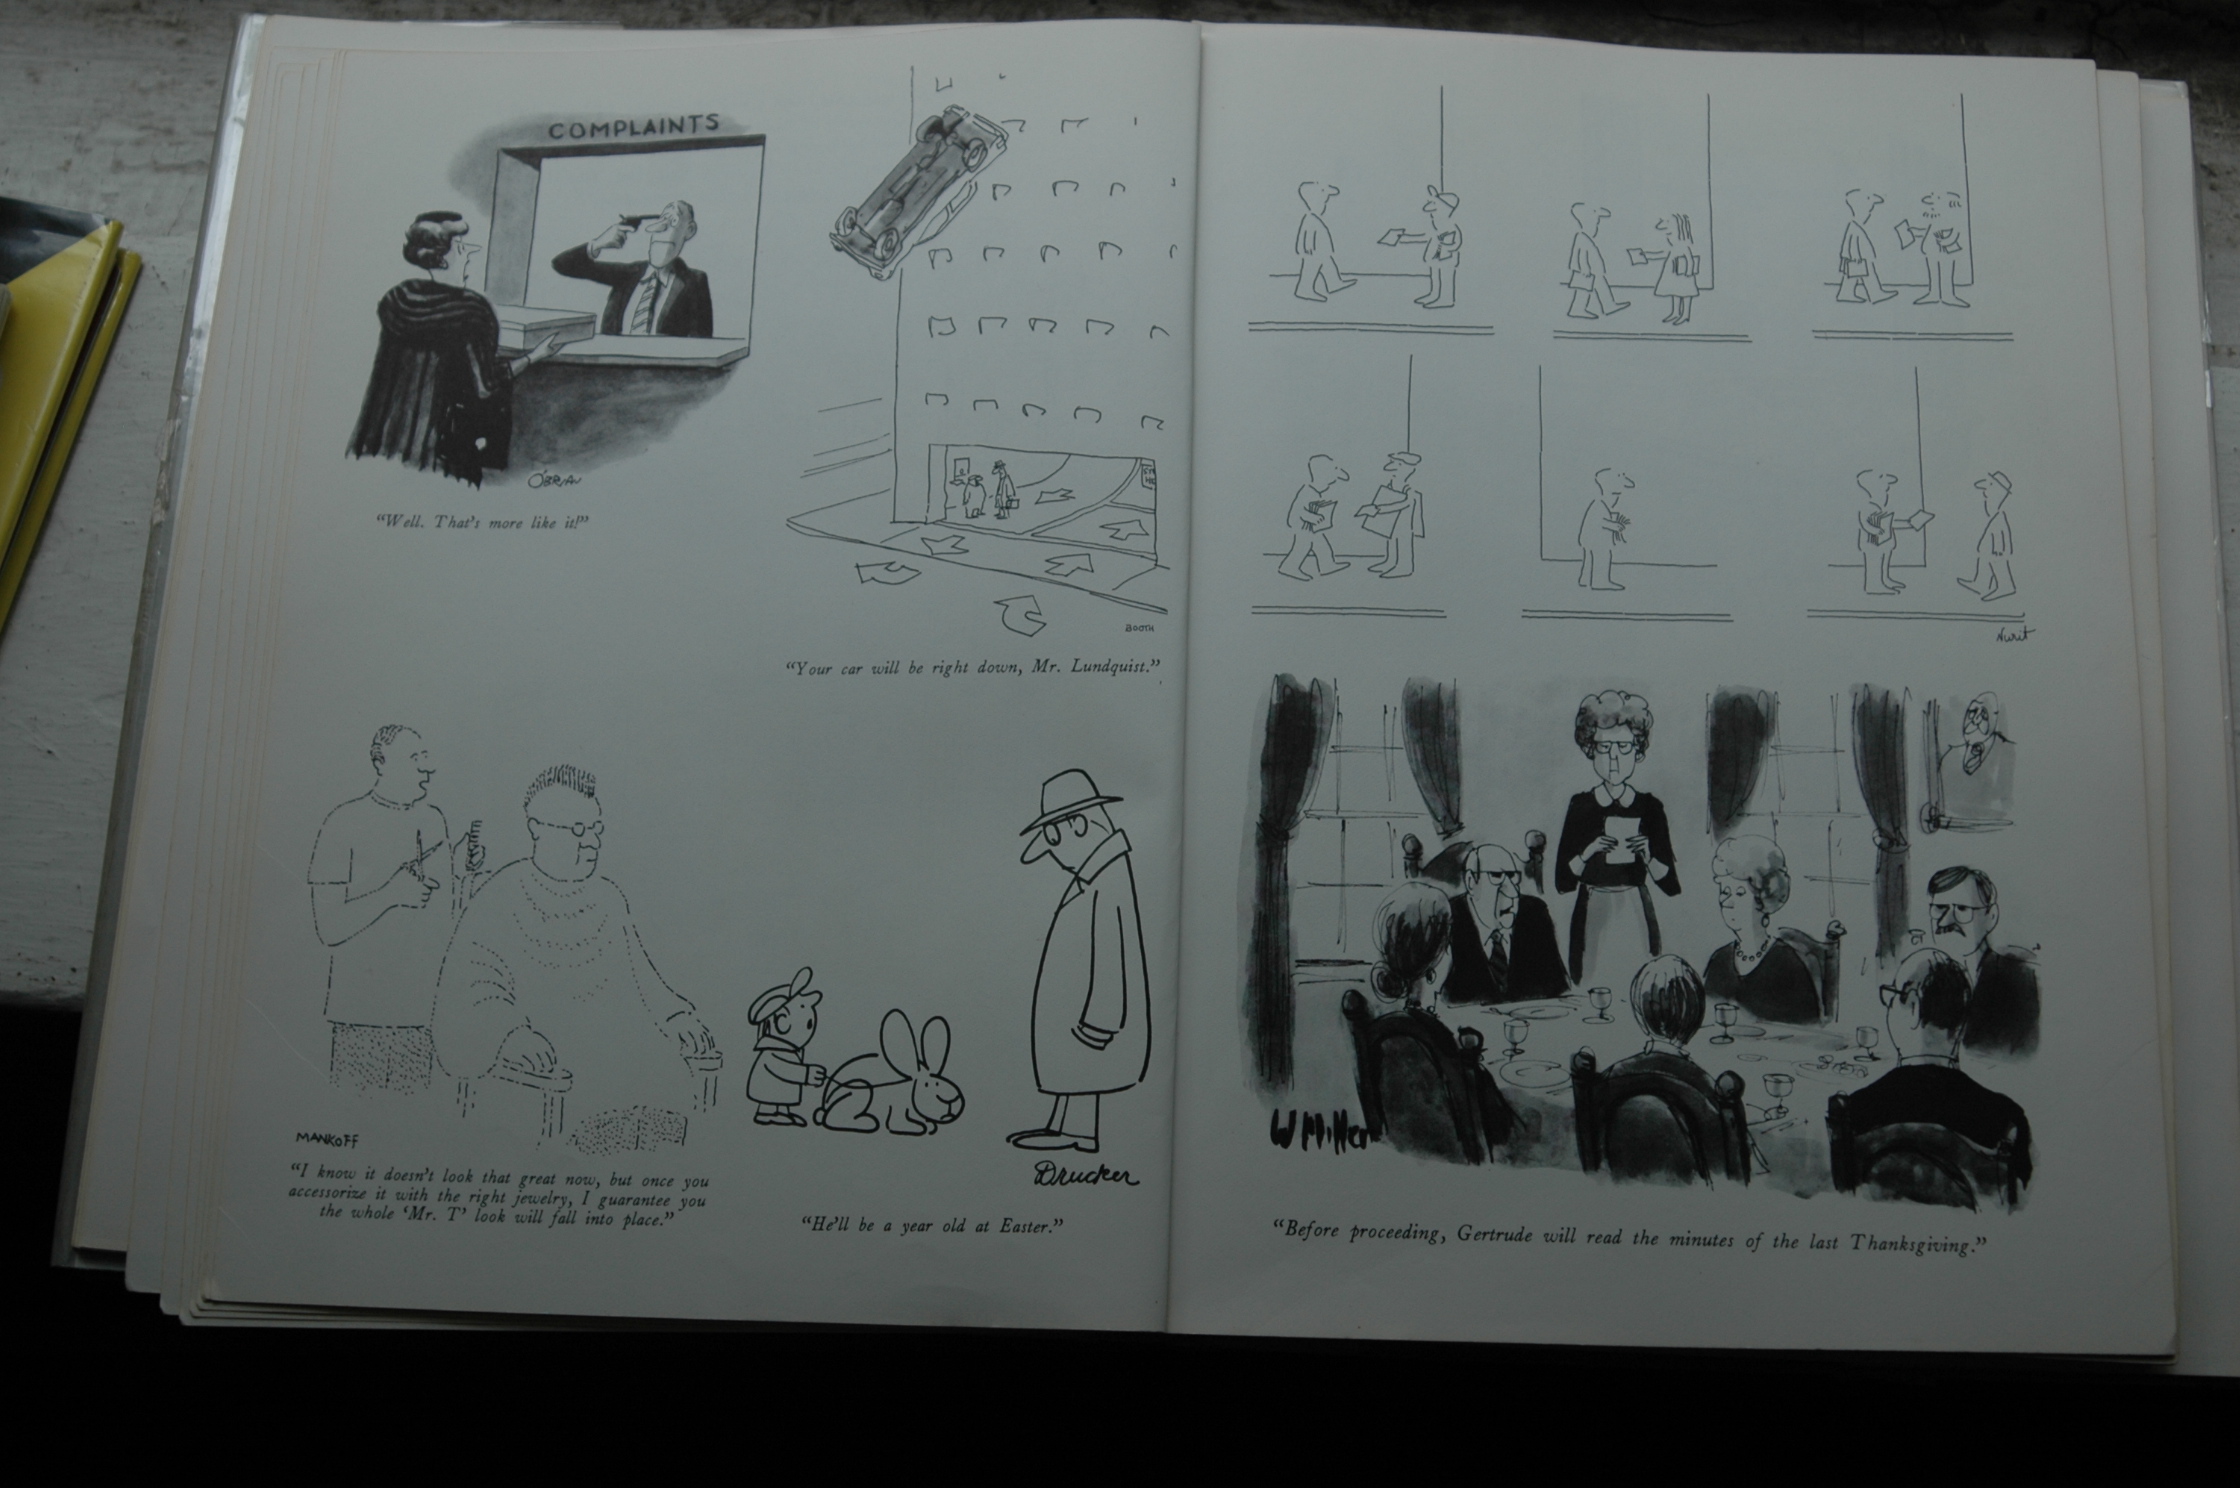 COMPLAINTS
O'BRIAN
"Well. That's more like it!"
BOOTH
"Your car will be right down, Mr. Lundquist."
MANKOFF
"I know it doesn't look that great now, but once you
accessorize it with the right jewelry, I guarantee you
the whole 'Mr. T' look will fall into place."
Drucker
"He'll be a year old at Easter."
Nurit
W Miller
"Before proceeding, Gertrude will read the minutes of the last Thanksgiving."